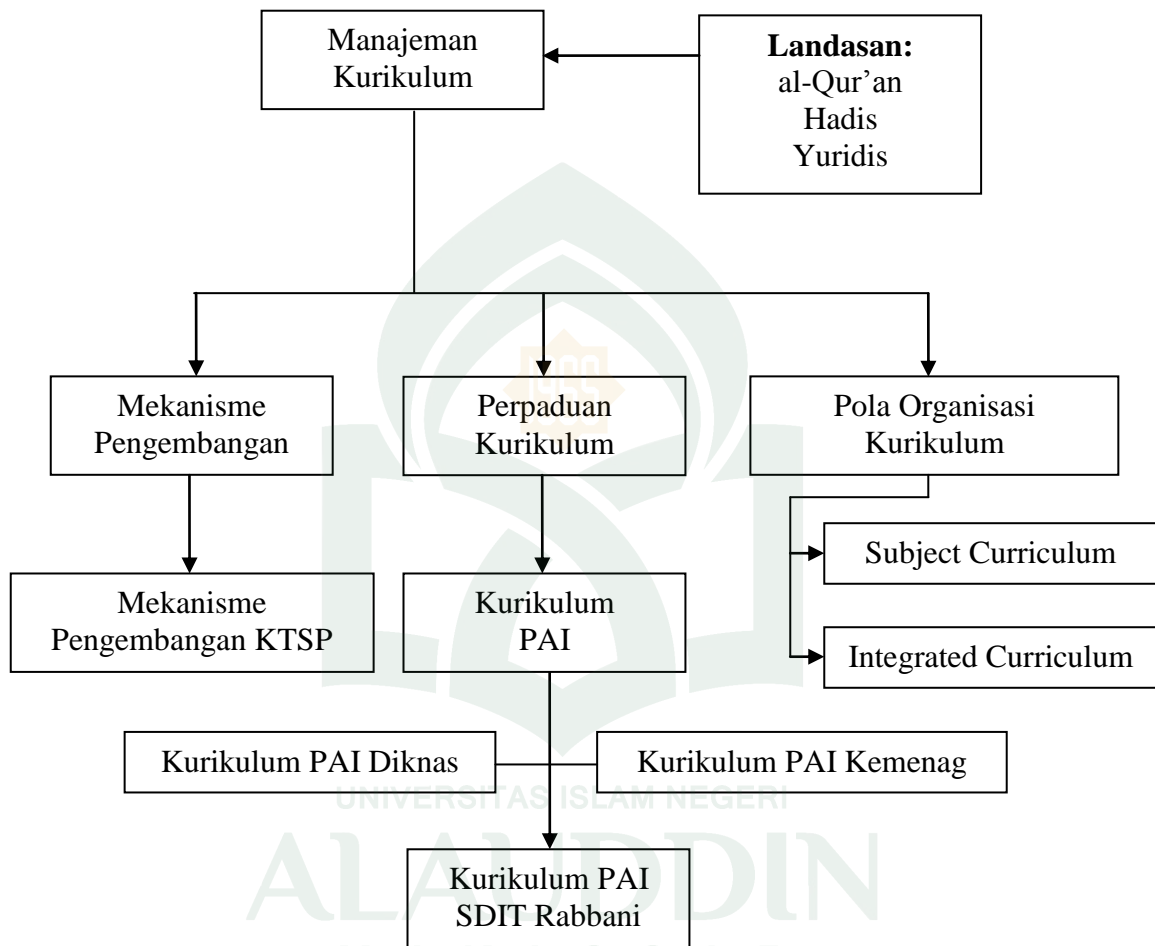 Manajeman
Kurikulum
Landasan:
al-Qur’an
Hadis
Yuridis
Mekanisme
Pengembangan
Perpaduan
Kurikulum
Pola Organisasi
Kurikulum
Subject Curriculum
Mekanisme
Pengembangan KTSP
Kurikulum
PAI
Integrated Curriculum
Kurikulum PAI Diknas
Kurikulum PAI Kemenag
UNIVERSITAS ISLAM NEGERI
ALAUDDIN
Kurikulum PAI
SDIT Rabbani